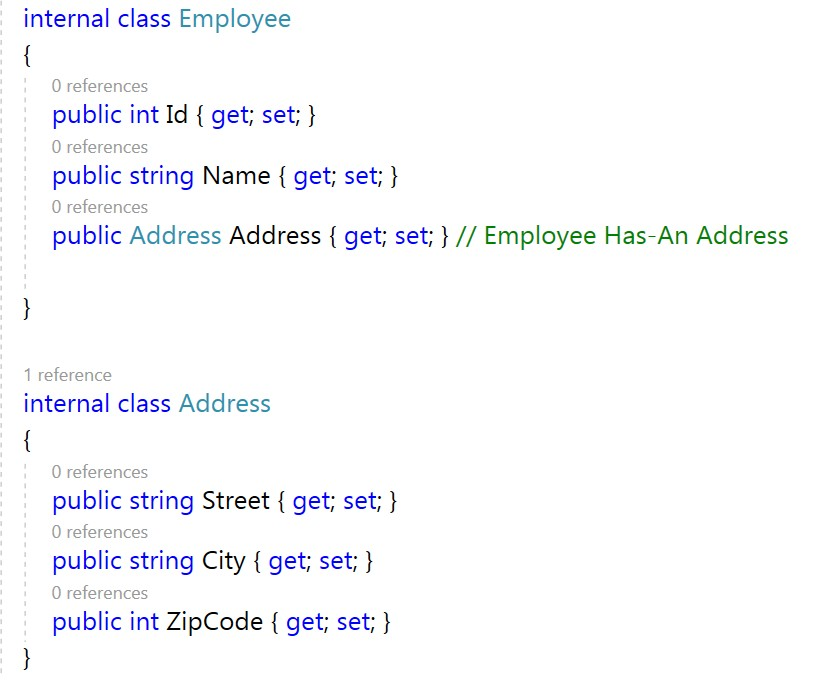 internal class Employee
{
0 references
public int Id { get; set; }
0 references
public string Name { get; set; }
0 references
public Address Address { get; set; } // Employee Has-An Address
}
1 reference
internal class Address
{
0 references
public string Street { get; set; }
0 references
public string City { get; set; }
0 references
public int ZipCode { get; set; }
}